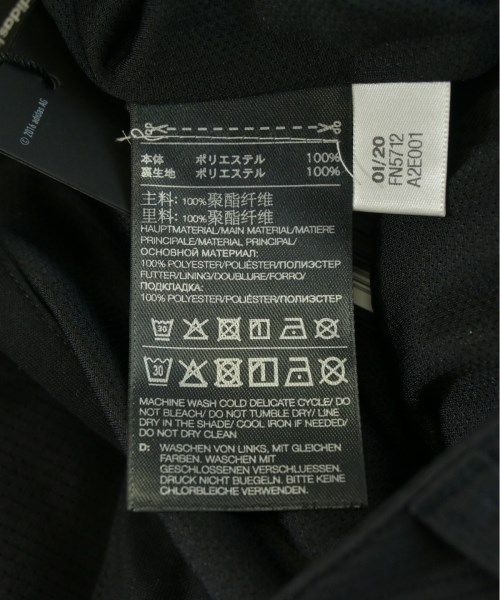 adidas
© 2016 adidas AG
01/20
FN5712
A2E001
本体 ポリエステル 100%
裏生地 ポリエステル 100%
主料: 100%聚酯纤维
里料: 100%聚酯纤维
HAUPTMATERIAL/MAIN MATERIAL/MATIERE
PRINCIPALE/MATERIAL PRINCIPAL/
ОСНОВНОЙ МАТЕРИАЛ:
100% POLYESTER/POLIÉSTER/ПОЛИЭСТЕР
FUTTER/LINING/DOUBLURE/FORRO/
ПОДКЛАДКА:
100% POLYESTER/POLIÉSTER/ПОЛИЭСТЕР
30
30
MACHINE WASH COLD DELICATE CYCLE/ DO
NOT BLEACH/ DO NOT TUMBLE DRY/ LINE
DRY IN THE SHADE/ COOL IRON IF NEEDED/
DO NOT DRY CLEAN
D: WASCHEN VON LINKS, MIT GLEICHEN
FARBEN. WASCHEN MIT
GESCHLOSSENEN VERSCHLUESSEN.
DRUCK NICHT BUEGELN. BITTE KEINE
CHLORBLEICHE VERWENDEN.